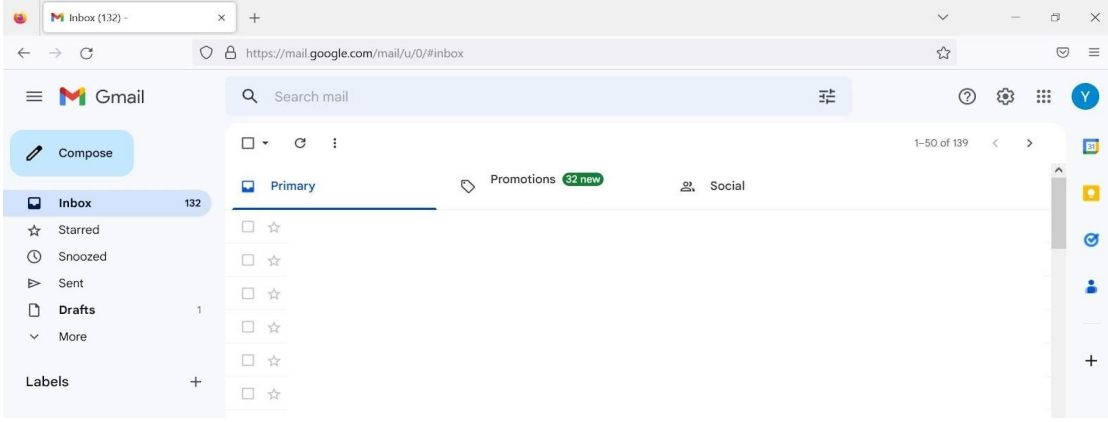 Inbox (132) -
https://mail.google.com/mail/u/0/#inbox
Gmail
Search mail
Y
Compose
1–50 of 139
31
Primary
Promotions 32 new
Social
Inbox 132
Starred
Snoozed
Sent
Drafts 1
More
Labels